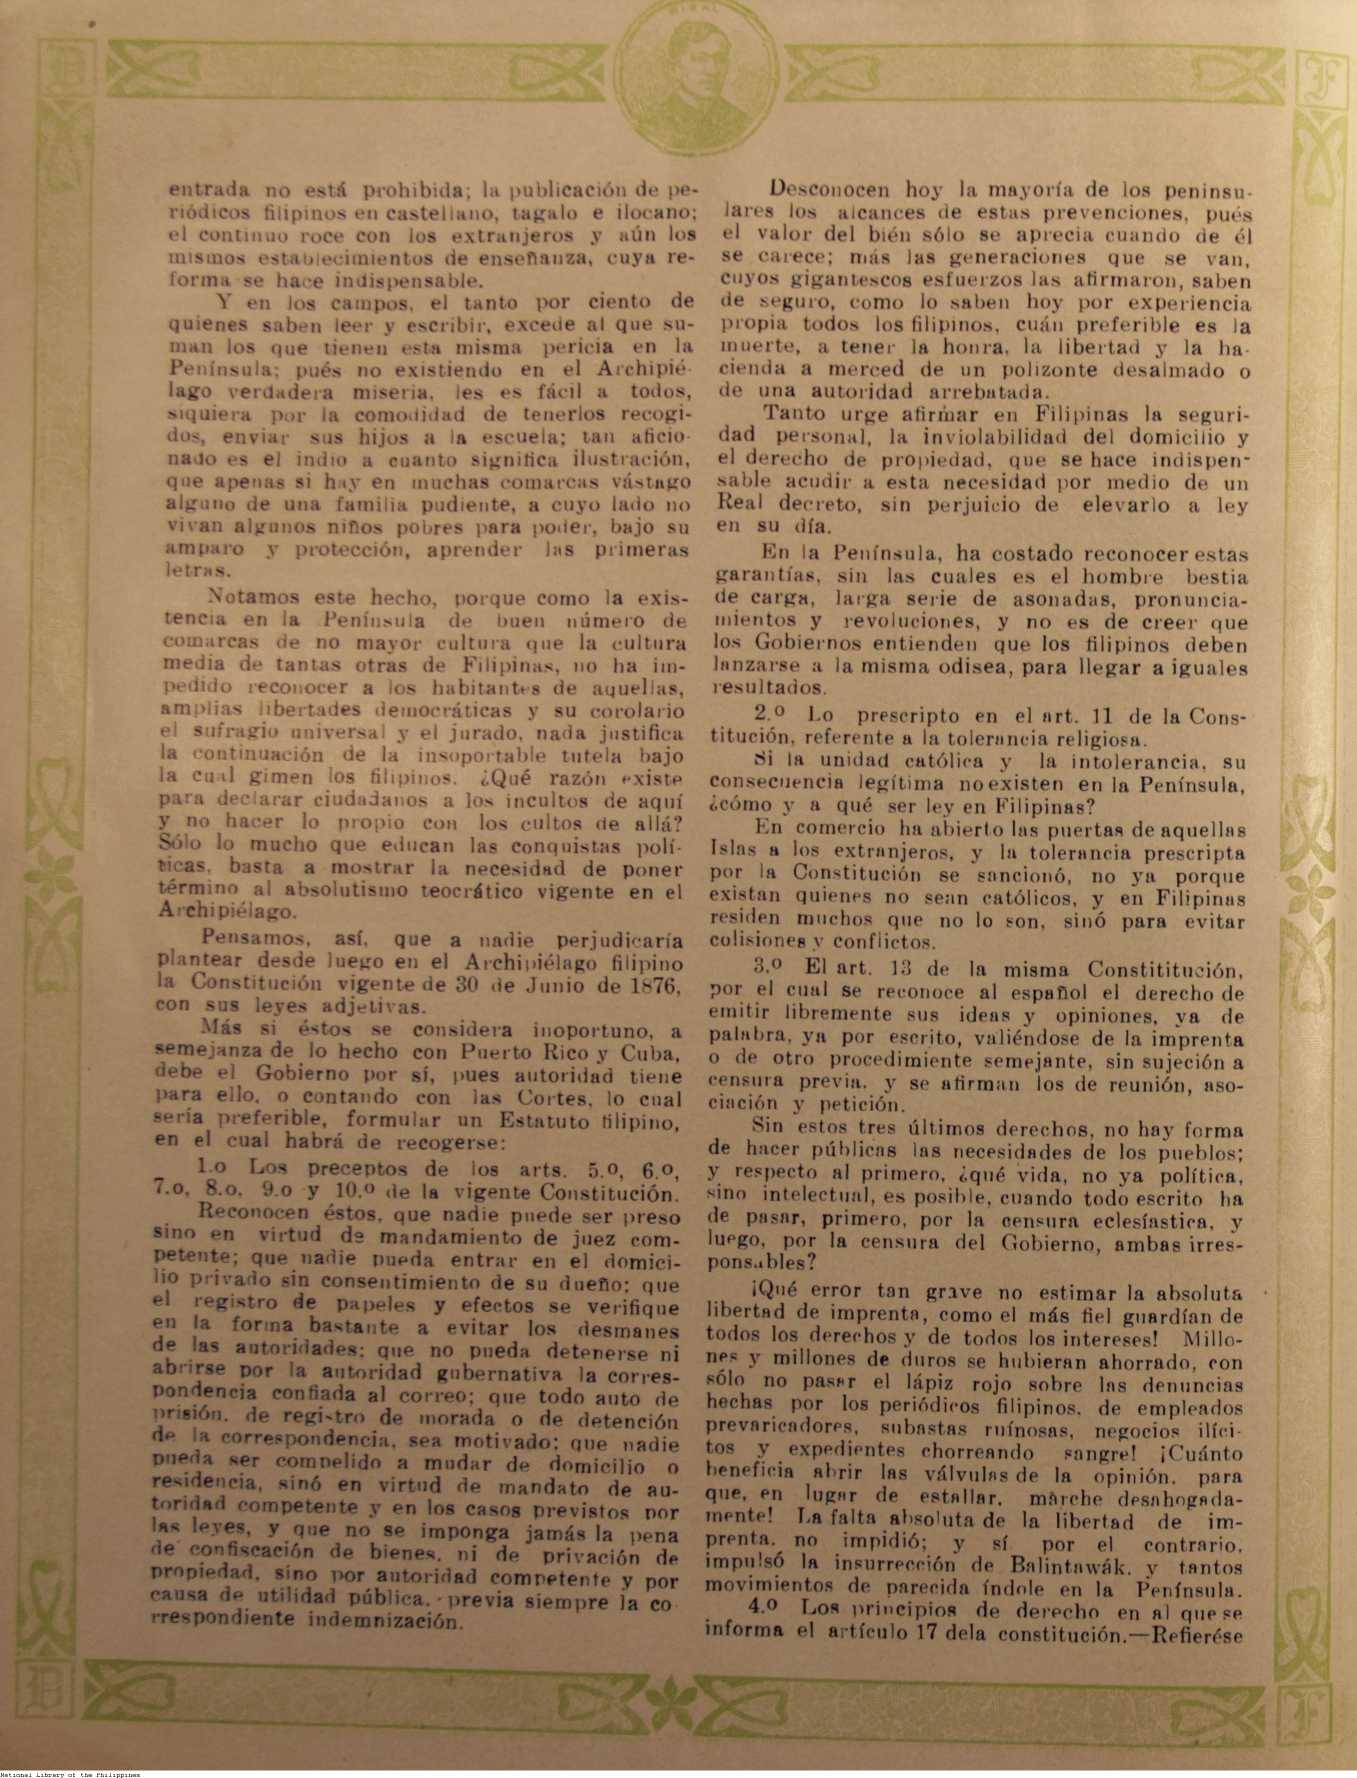 RIZAL
D
F
entrada no está prohibida; la publicación de pe-
riódicos filipinos en castellano, tagalo e ilocano;
el continuo roce con los extranjeros y aún los
mismos establecimientos de enseñanza, cuya re-
forma se hace indispensable.
Y en los campos, el tanto por ciento de
quienes saben leer y escribir, excede al que su-
man los que tienen esta misma pericia en la
Península; pués no existiendo en el Archipié-
lago verdadera miseria, les es fácil a todos,
siquiera por la comodidad de tenerlos recogi-
dos, enviar sus hijos a la escuela; tan aficio-
nado es el indio a cuanto significa ilustración,
que apenas si hay en muchas comarcas vástago
alguno de una familia pudiente, a cuyo lado no
vivan algunos niños pobres para poder, bajo su
amparo y protección, aprender las primeras
letras.
Notamos este hecho, porque como la exis-
tencia en la Península de buen número de
comarcas de no mayor cultura que la cultura
media de tantas otras de Filipinas, no ha im-
pedido reconocer a los habitantes de aquellas,
amplias libertades democráticas y su corolario
el sufragio universal y el jurado, nada justifica
la continuación de la insoportable tutela bajo
la cual gimen los filipinos. ¿Qué razón existe
para declarar ciudadanos a los incultos de aquí
y no hacer lo propio con los cultos de allá?
Sólo lo mucho que educan las conquistas polí-
ticas, basta a mostrar la necesidad de poner
término al absolutismo teocrático vigente en el
Archipiélago.
Pensamos, así, que a nadie perjudicaría
plantear desde luego en el Archipiélago filipino
la Constitución vigente de 30 de Junio de 1876,
con sus leyes adjetivas.
Más si éstos se considera inoportuno, a
semejanza de lo hecho con Puerto Rico y Cuba,
debe el Gobierno por sí, pues autoridad tiene
para ello, o contando con las Cortes, lo cual
sería preferible, formular un Estatuto filipino,
en el cual habrá de recogerse:
1.o Los preceptos de los arts. 5.o, 6.o,
7.o, 8.o, 9.o y 10.o de la vigente Constitución.
Reconocen éstos, que nadie puede ser preso
sino en virtud de mandamiento de juez com-
petente; que nadie pueda entrar en el domici-
lio privado sin consentimiento de su dueño; que
el registro de papeles y efectos se verifique
en la forma bastante a evitar los desmanes
de las autoridades; que no pueda detenerse ni
abrirse por la autoridad gubernativa la corres-
pondencia confiada al correo; que todo auto de
prisión, de registro de morada o de detención
de la correspondencia, sea motivado; que nadie
pueda ser compelido a mudar de domicilio o
residencia, sinó en virtud de mandato de au-
toridad competente y en los casos previstos por
las leyes, y que no se imponga jamás la pena
de confiscación de bienes, ni de privación de
propiedad, sino por autoridad competente y por
causa de utilidad pública, previa siempre la co
rrespondiente indemnización.
Desconocen hoy la mayoría de los peninsu-
lares los alcances de estas prevenciones, pués
el valor del bién sólo se aprecia cuando de él
se carece; más las generaciones que se van,
cuyos gigantescos esfuerzos las afirmaron, saben
de seguro, como lo saben hoy por experiencia
propia todos los filipinos, cuán preferible es la
muerte, a tener la honra, la libertad y la ha-
cienda a merced de un polizonte desalmado o
de una autoridad arrebatada.
Tanto urge afirmar en Filipinas la seguri-
dad personal, la inviolabilidad del domicilio y
el derecho de propiedad, que se hace indispen-
sable acudir a esta necesidad por medio de un
Real decreto, sin perjuicio de elevarlo a ley
en su día.
En la Península, ha costado reconocer estas
garantías, sin las cuales es el hombre bestia
de carga, larga serie de asonadas, pronuncia-
mientos y revoluciones, y no es de creer que
los Gobiernos entienden que los filipinos deben
lanzarse a la misma odisea, para llegar a iguales
resultados.
2.o Lo prescripto en el art. 11 de la Cons-
titución, referente a la tolerancia religiosa.
Si la unidad católica y la intolerancia, su
consecuencia legítima no existen en la Península,
¿cómo y a qué ser ley en Filipinas?
En comercio ha abierto las puertas de aquellas
Islas a los extranjeros, y la tolerancia prescripta
por la Constitución se sancionó, no ya porque
existan quienes no sean católicos, y en Filipinas
residen muchos que no lo son, sinó para evitar
colisiones y conflictos.
3.o El art. 13 de la misma Constititución,
por el cual se reconoce al español el derecho de
emitir libremente sus ideas y opiniones, ya de
palabra, ya por escrito, valiéndose de la imprenta
o de otro procedimiente semejante, sin sujeción a
censura previa, y se afirman los de reunión, aso-
ciación y petición.
Sin estos tres últimos derechos, no hay forma
de hacer públicas las necesidades de los pueblos;
y respecto al primero, ¿qué vida, no ya política,
sino intelectual, es posible, cuando todo escrito ha
de pasar, primero, por la censura eclesíastica, y
luego, por la censura del Gobierno, ambas irres-
ponsables?
¡Qué error tan grave no estimar la absoluta
libertad de imprenta, como el más fiel guardían de
todos los derechos y de todos los intereses! Millo-
nes y millones de duros se hubieran ahorrado, con
sólo no pasar el lápiz rojo sobre las denuncias
hechas por los periódicos filipinos, de empleados
prevaricadores, subastas ruínosas, negocios ilíci-
tos y expedientes chorreando sangre! ¡Cuánto
beneficia abrir las válvulas de la opinión, para
que, en lugar de estallar, marche desahogada-
mente! La falta absoluta de la libertad de im-
prenta, no impidió; y sí por el contrario,
impulsó la insurrección de Balintawák, y tantos
movimientos de parecida índole en la Península.
4.o Los principios de derecho en al que se
informa el artículo 17 dela constitución.—Refierése
D
F
National Library of the Philippines